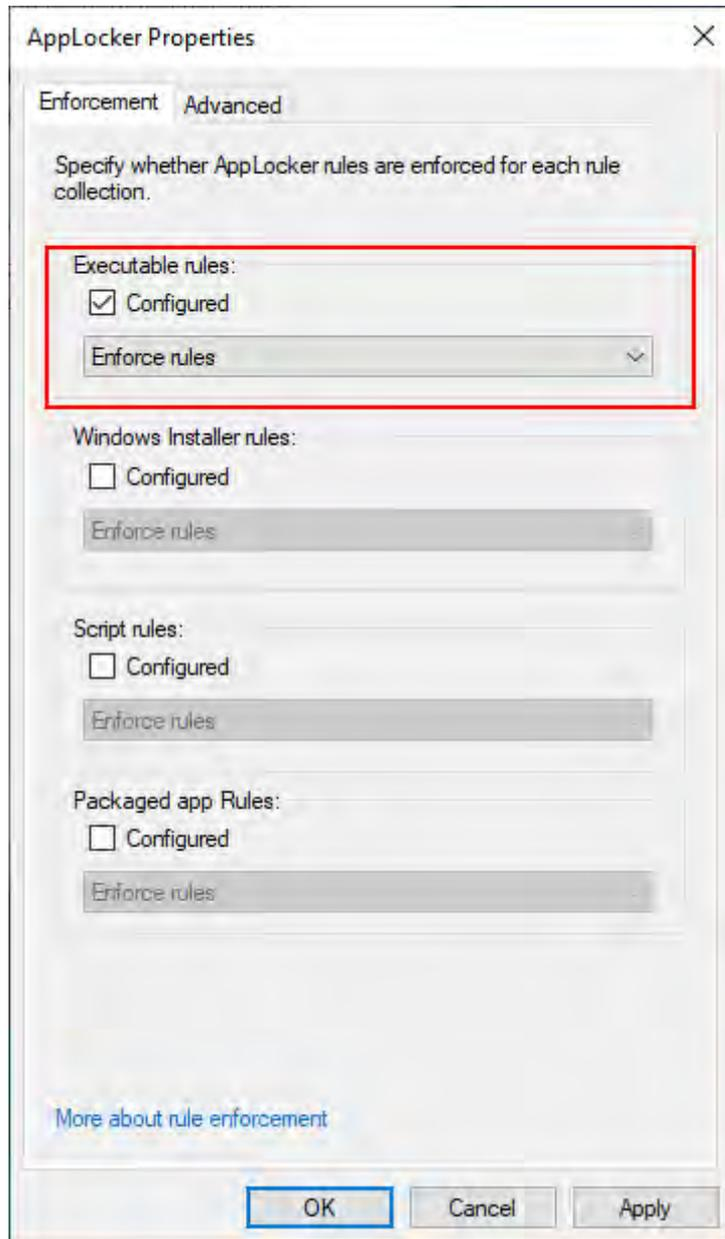 AppLocker Properties
Enforcement
Advanced
Specify whether AppLocker rules are enforced for each rule
collection.
Executable rules:
Configured
Enforce rules
Windows Installer rules:
Configured
Enforce rules
Script rules:
Configured
Enforce rules
Packaged app Rules:
Configured
Enforce rules
More about rule enforcement
OK
Cancel
Apply